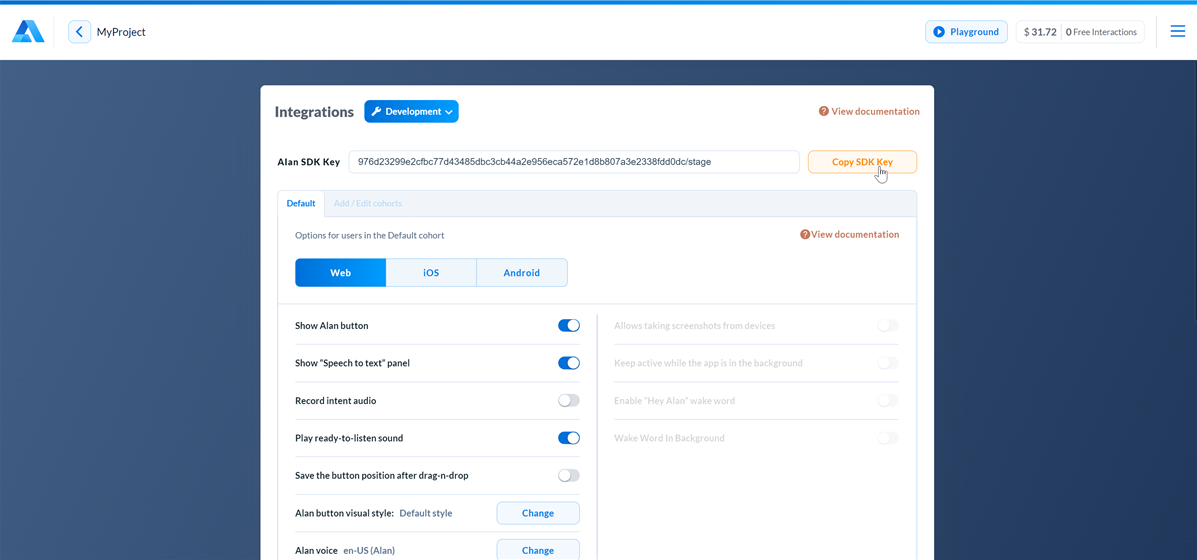 MyProject
Playground
$ 31.72 0 Free Interactions
Integrations Development
View documentation
Alan SDK Key 976d23299e2cfbc77d43485dbc3cb44a2e956eca572e1d8b807a3e2338fdd0dc/stage Copy SDK Key
Default Add / Edit cohorts
Options for users in the Default cohort View documentation
Web iOS Android
Show Alan button
Show "Speech to text" panel
Record intent audio
Play ready-to-listen sound
Save the button position after drag-n-drop
Alan button visual style: Default style Change
Alan voice en-US (Alan) Change
Allows taking screenshots from devices
Keep active while the app is in the background
Enable "Hey Alan" wake word
Wake Word In Background